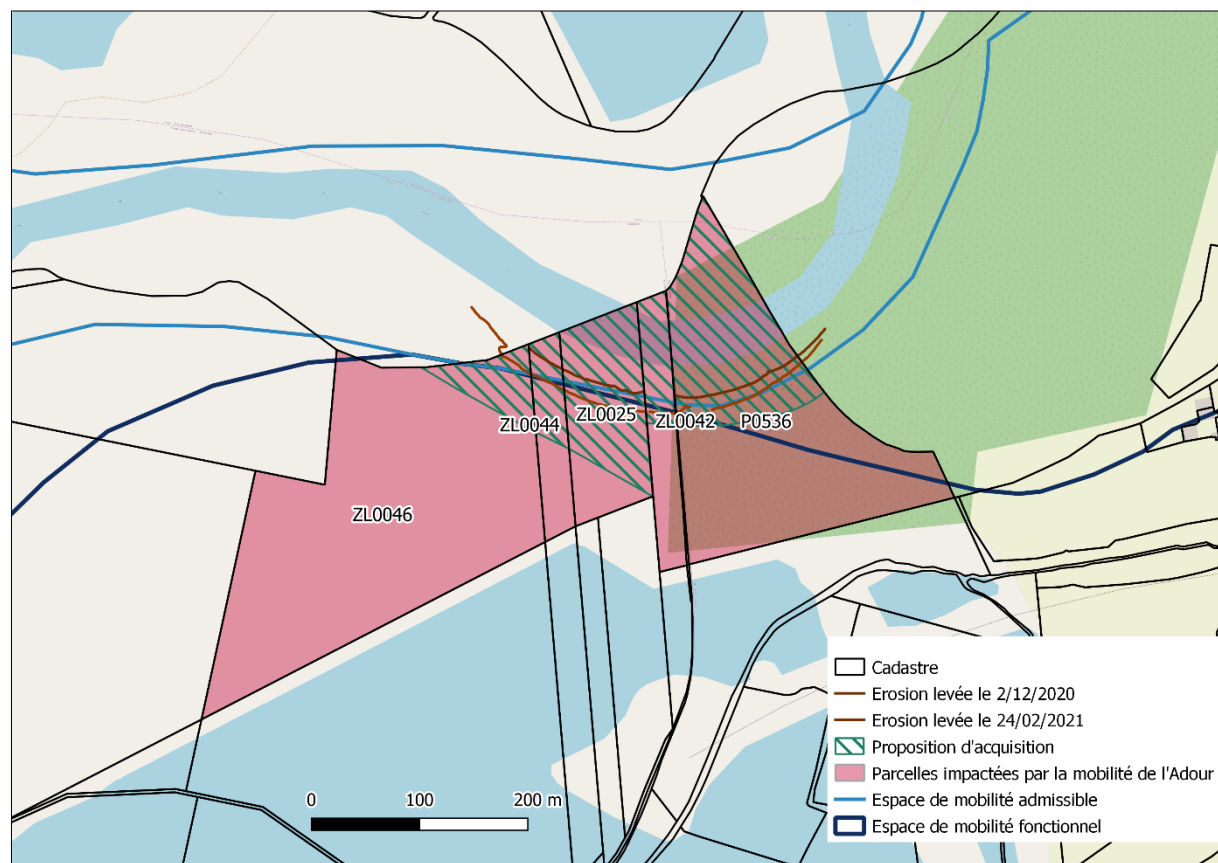 ZL0044
ZL0025
ZL0042
P0536
ZL0046
0 100 200 m
Cadastre
Erosion levée le 2/12/2020
Erosion levée le 24/02/2021
Proposition d'acquisition
Parcelles impactées par la mobilité de l'Adour
Espace de mobilité admissible
Espace de mobilité fonctionnel